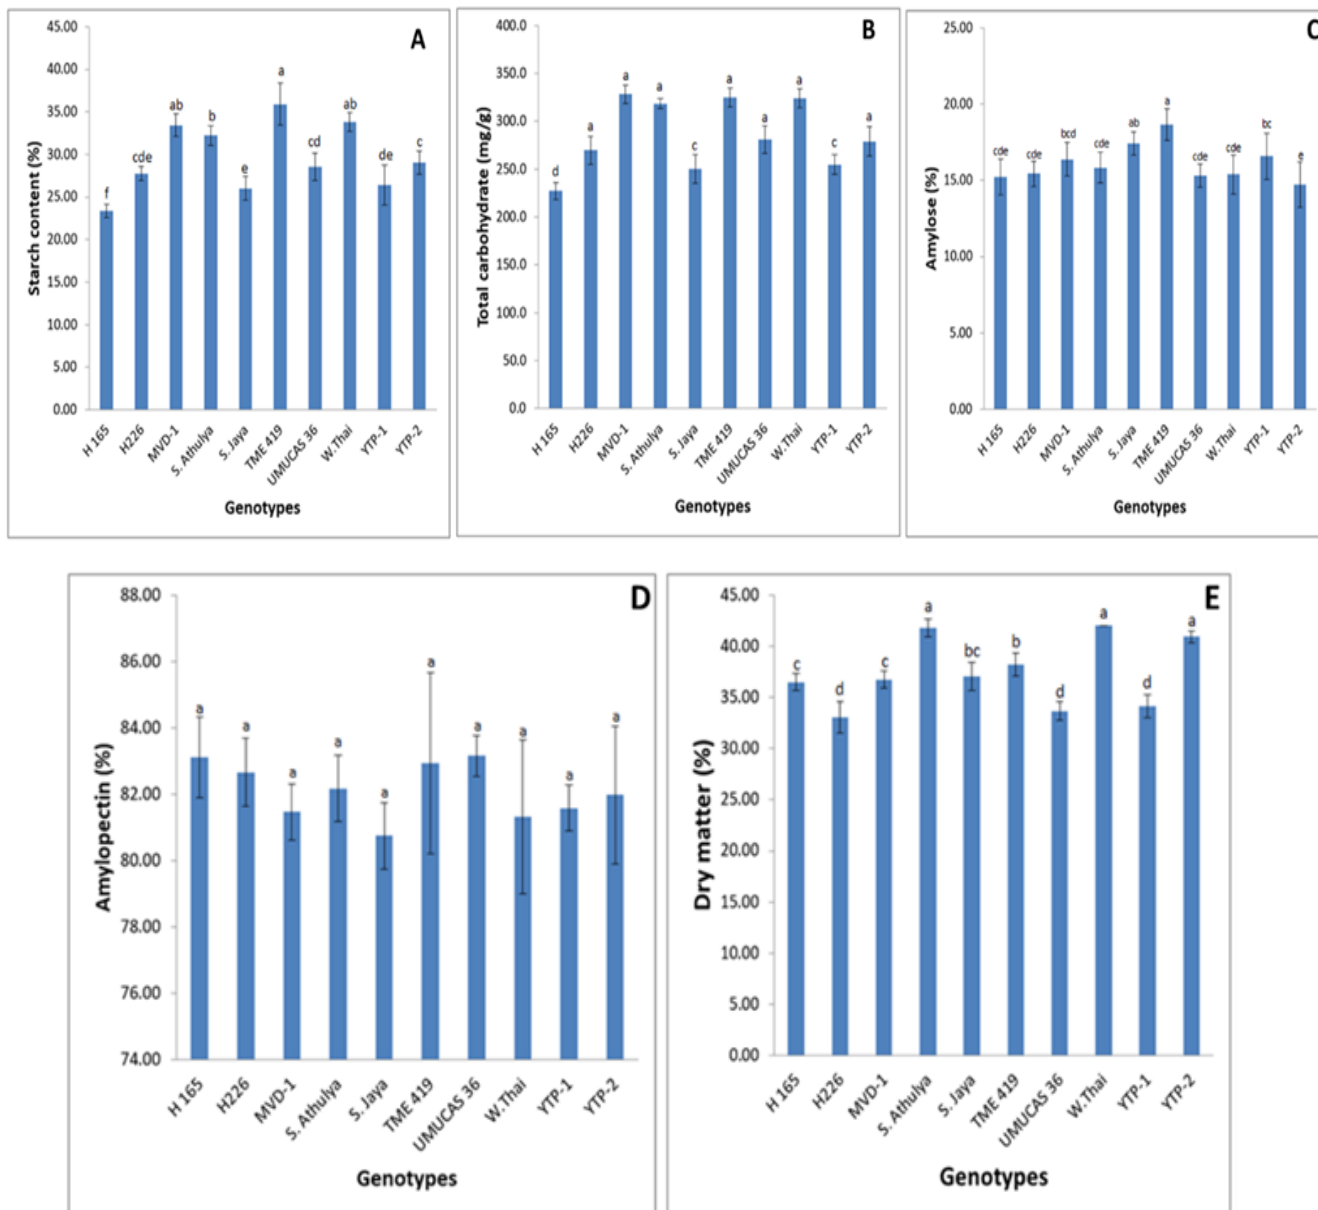 A
45.00
40.00
35.00
30.00
25.00
20.00
15.00
10.00
5.00
0.00
Starch content (%)
f cde ab b e a cd ab de c
H 165 H226 MVD-1 S. Athulya S. Jaya TME 419 UMUCAS 36 W.Thai YTP-1 YTP-2
Genotypes
B
400.0
350.0
300.0
250.0
200.0
150.0
100.0
50.0
0.0
Total carbohydrate (mg/g)
d a a a c a a a c a
H 165 H226 MVD-1 S. Athulya S. Jaya TME 419 UMUCAS 36 W.Thai YTP-1 YTP-2
Genotypes
C
25.00
20.00
15.00
10.00
5.00
0.00
Amylose (%)
cde cde bcd cde ab a cde cde bc e
H 165 H226 MVD-1 S. Athulya S. Jaya TME 419 UMUCAS 36 W.Thai YTP-1 YTP-2
Genotypes
D
88.00
86.00
84.00
82.00
80.00
78.00
76.00
74.00
Amylopectin (%)
a a a a a a a a a a
H 165 H226 MVD-1 S. Athulya S. Jaya TME 419 UMUCAS 36 W.Thai YTP-1 YTP-2
Genotypes
E
45.00
40.00
35.00
30.00
25.00
20.00
15.00
10.00
5.00
0.00
Dry matter (%)
c d c a bc b d a d a
H 165 H226 MVD-1 S. Athulya S. Jaya TME 419 UMUCAS 36 W.Thai YTP-1 YTP-2
Genotypes